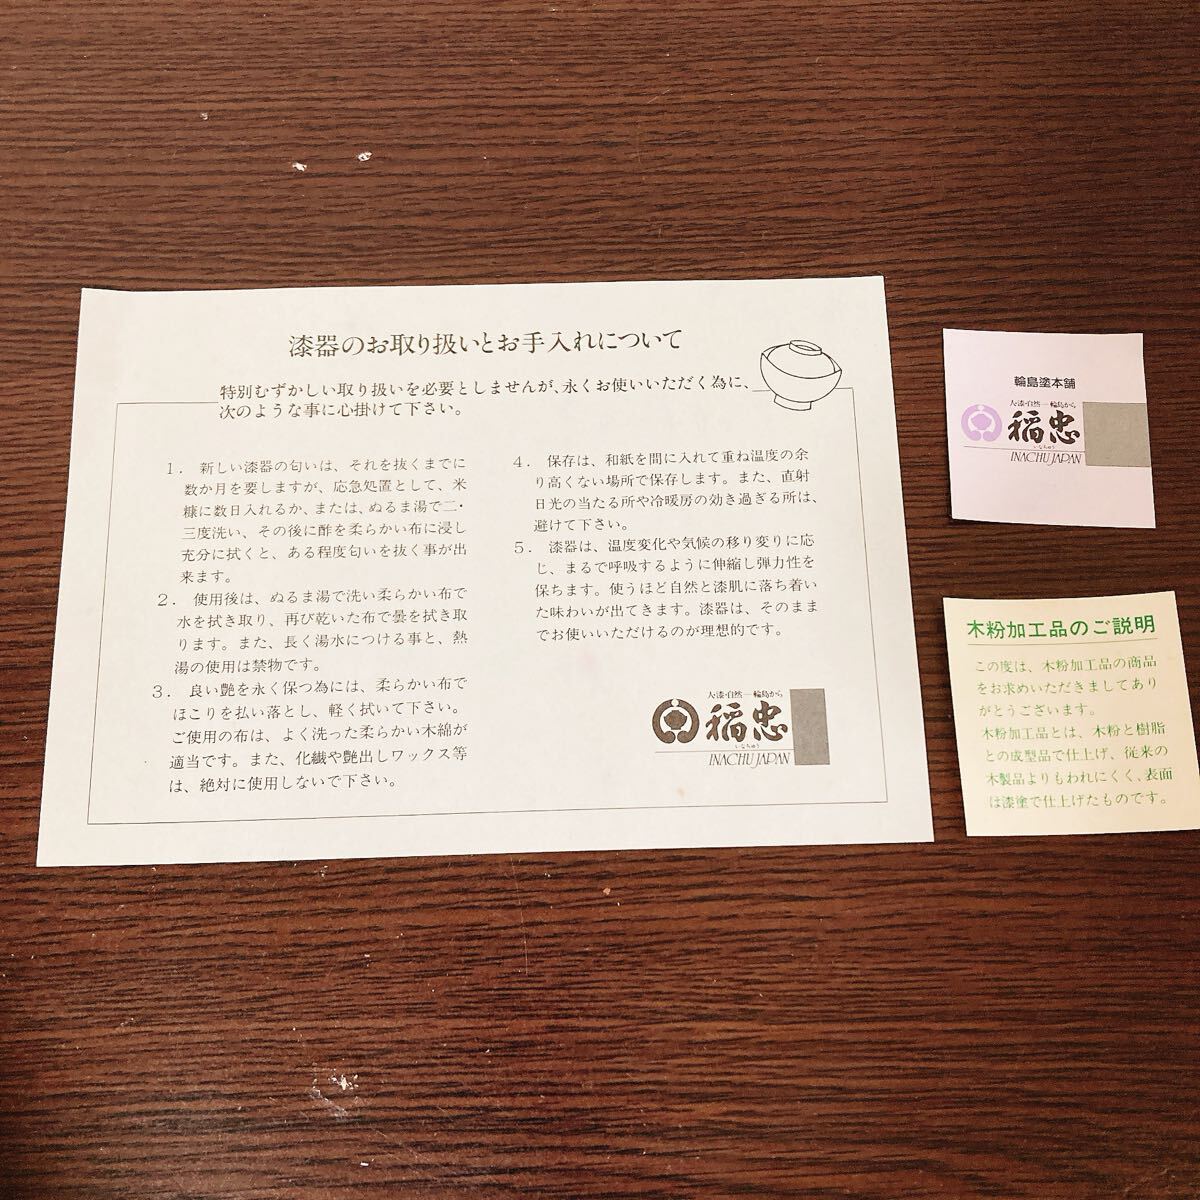 漆器のお取り扱いとお手入れについて
特別むずかしい取り扱いを必要としませんが、永くお使いいただく為に、
次のような事に心掛けて下さい。
1. 新しい漆器の匂いは、それを抜くまでに
数か月を要しますが、応急処置として、米
糠に数日入れるか、または、ぬるま湯で二・
三度洗い、その後に酢を柔らかい布に浸し
充分に拭くと、ある程度匂いを抜く事が出
来ます。
2. 使用後は、ぬるま湯で洗い柔らかい布で
水を拭き取り、再び乾いた布で曇を拭き取
ります。また、長く湯水につける事と、熱
湯の使用は禁物です。
3. 良い艶を永く保つ為には、柔らかい布で
ほこりを払い落とし、軽く拭いて下さい。
ご使用の布は、よく洗った柔らかい木綿が
適当です。また、化繊や艶出しワックス等
は、絶対に使用しないで下さい。
4. 保存は、和紙を間に入れて重ね温度の余
り高くない場所で保存します。また、直射
日光の当たる所や冷暖房の効き過ぎる所は、
避けて下さい。
5. 漆器は、温度変化や気候の移り変りに応
じ、まるで呼吸するように伸縮し弾力性を
保ちます。使うほど自然と漆肌に落ち着い
た味わいが出てきます。漆器は、そのまま
でお使いいただけるのが理想的です。
人・漆・自然—輪島から
稲忠
いなちゅう
INACHU JAPAN
輪島塗本舗
人・漆・自然—輪島から
稲忠
いなちゅう
INACHU JAPAN
木粉加工品のご説明
この度は、木粉加工品の商品
をお求めいただきましてあり
がとうございます。
木粉加工品とは、木粉と樹脂
との成型品で仕上げ、従来の
木製品よりもわれにくく、表面
は漆塗で仕上げたものです。